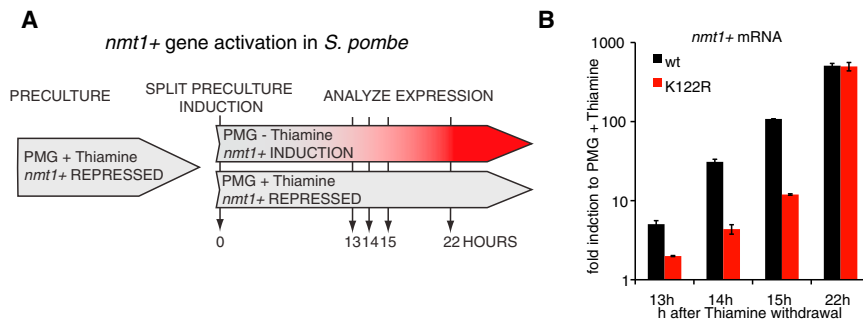 A
nmt1+ gene activation in S. pombe
PRECULTURE
SPLIT PRECULTURE
INDUCTION
ANALYZE EXPRESSION
PMG + Thiamine
nmt1+ REPRESSED
PMG - Thiamine
nmt1+ INDUCTION
PMG + Thiamine
nmt1+ REPRESSED
0
13
14
15
22 HOURS
B
nmt1+ mRNA
wt
K122R
fold indction to PMG + Thiamine
1000
100
10
1
13h
14h
15h
22h
h after Thiamine withdrawal